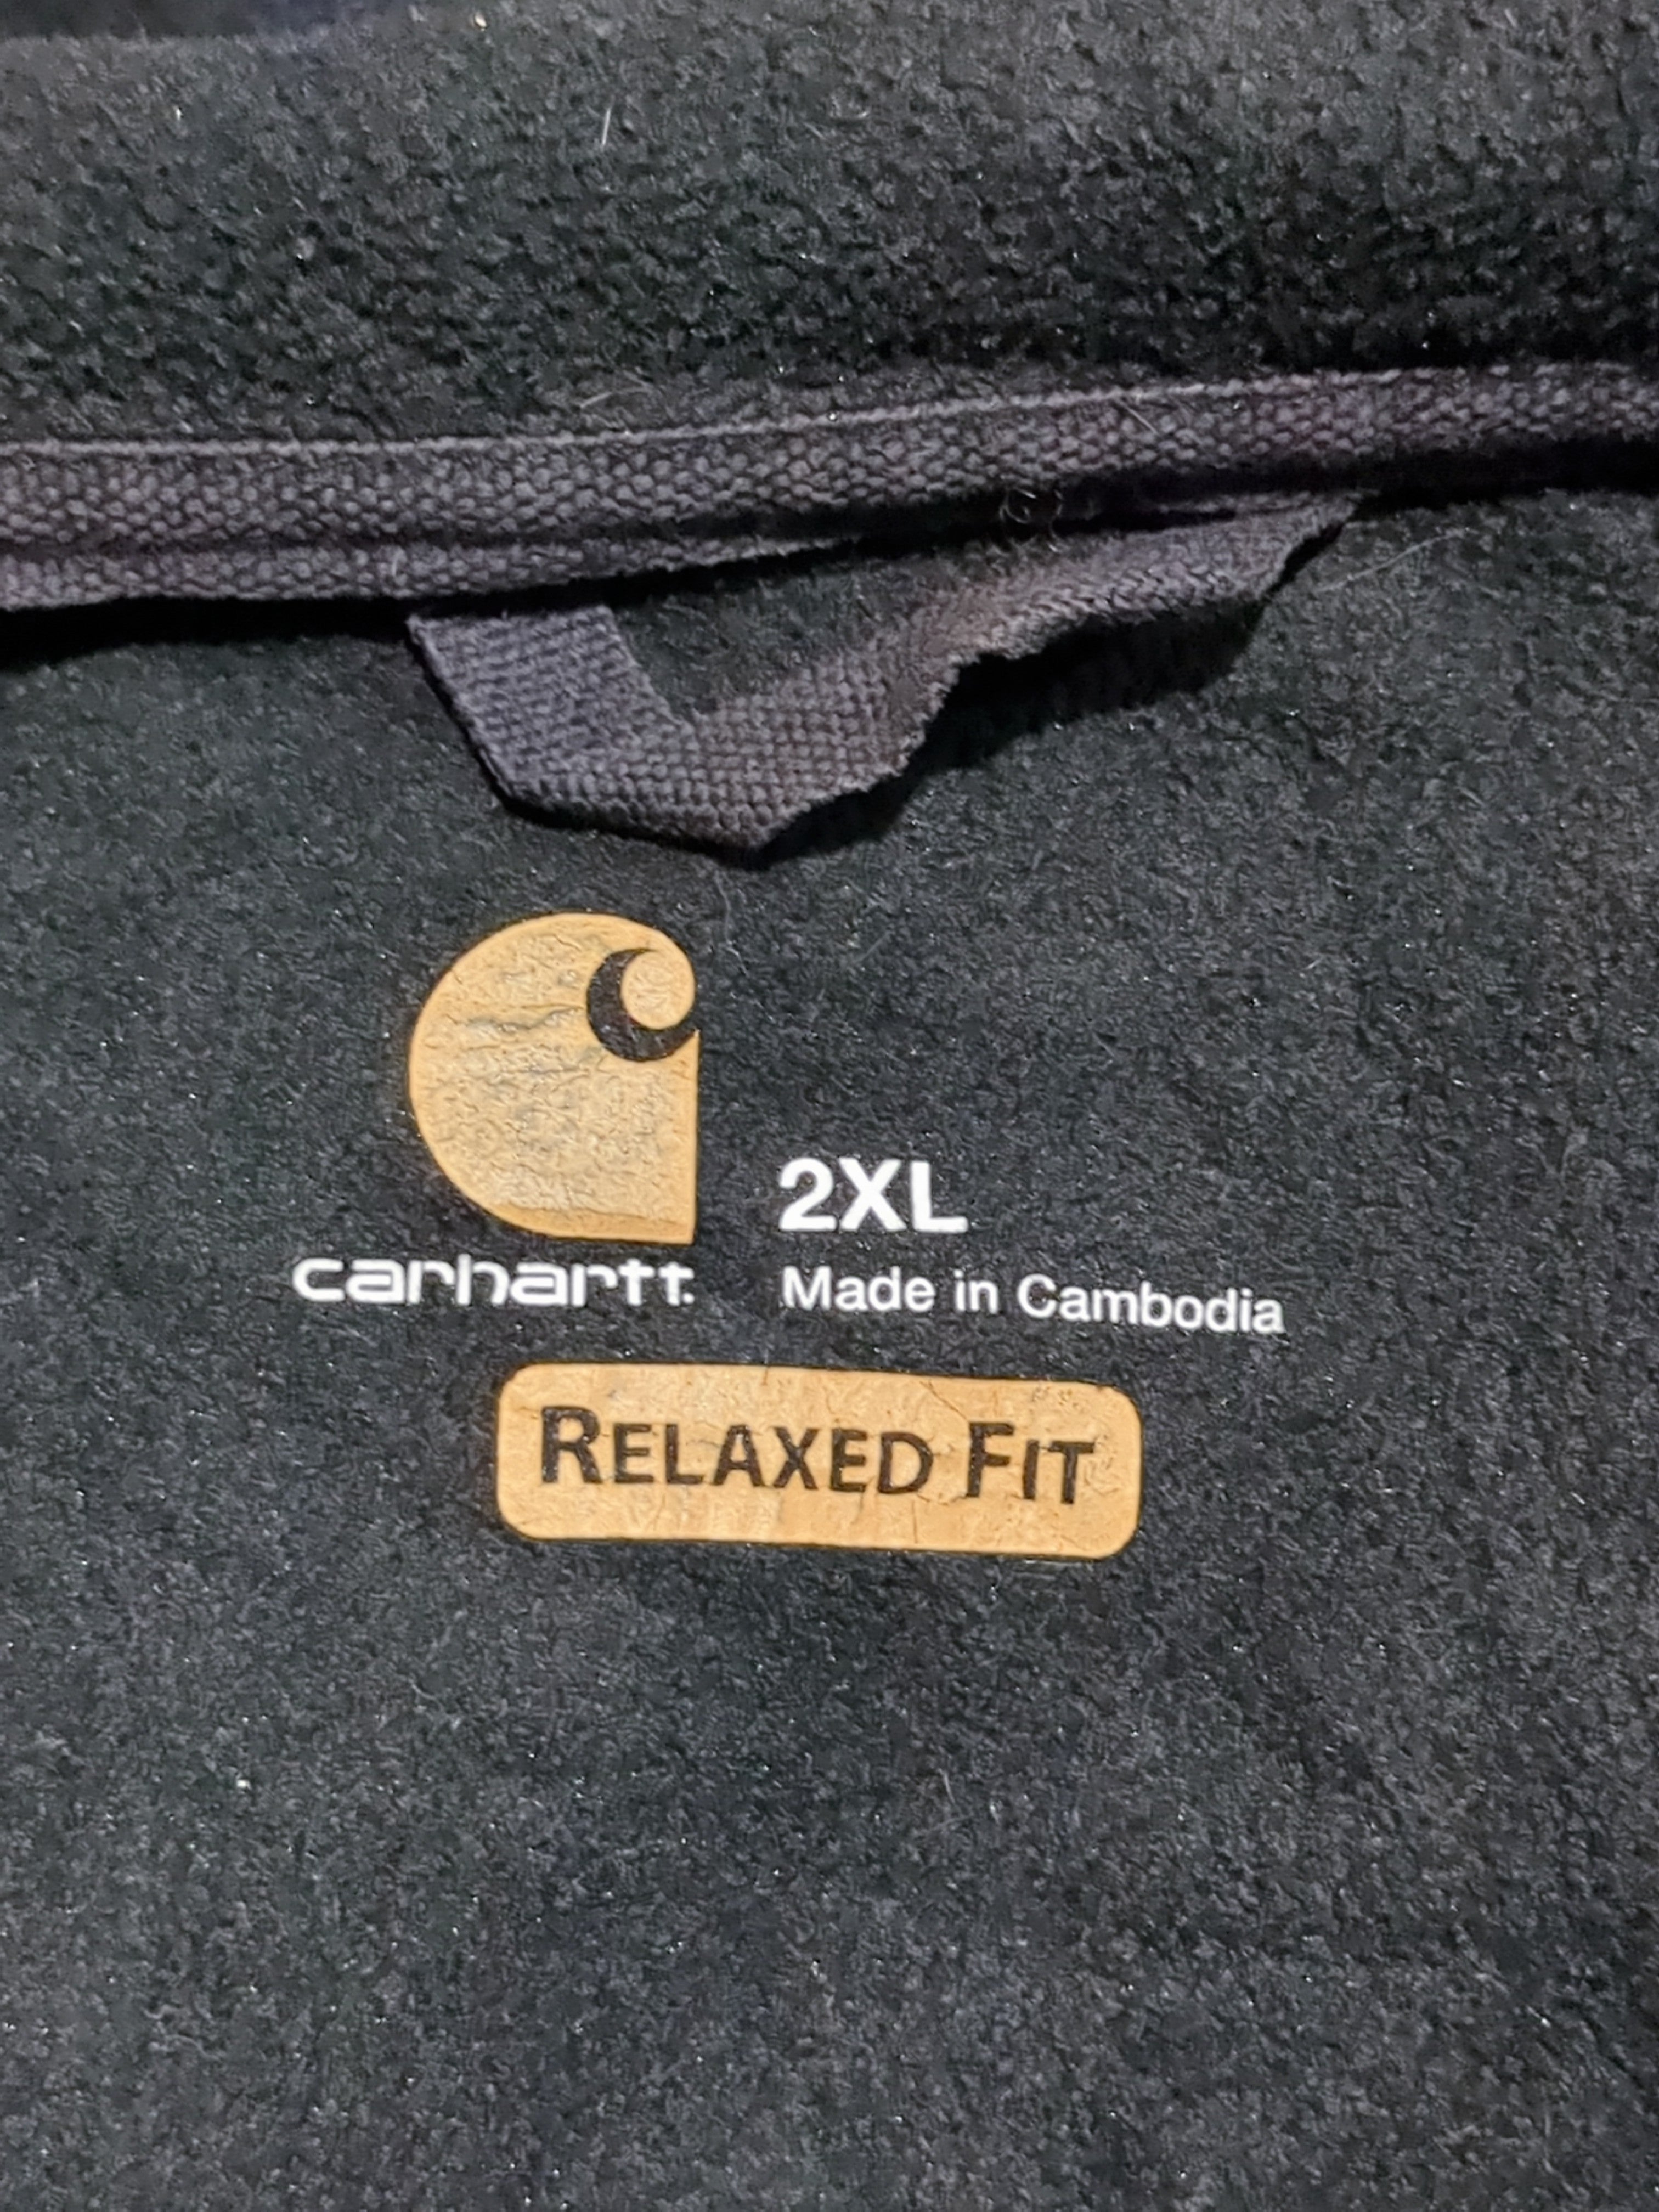 2XL
carhartt.
Made in Cambodia
RELAXED FIT